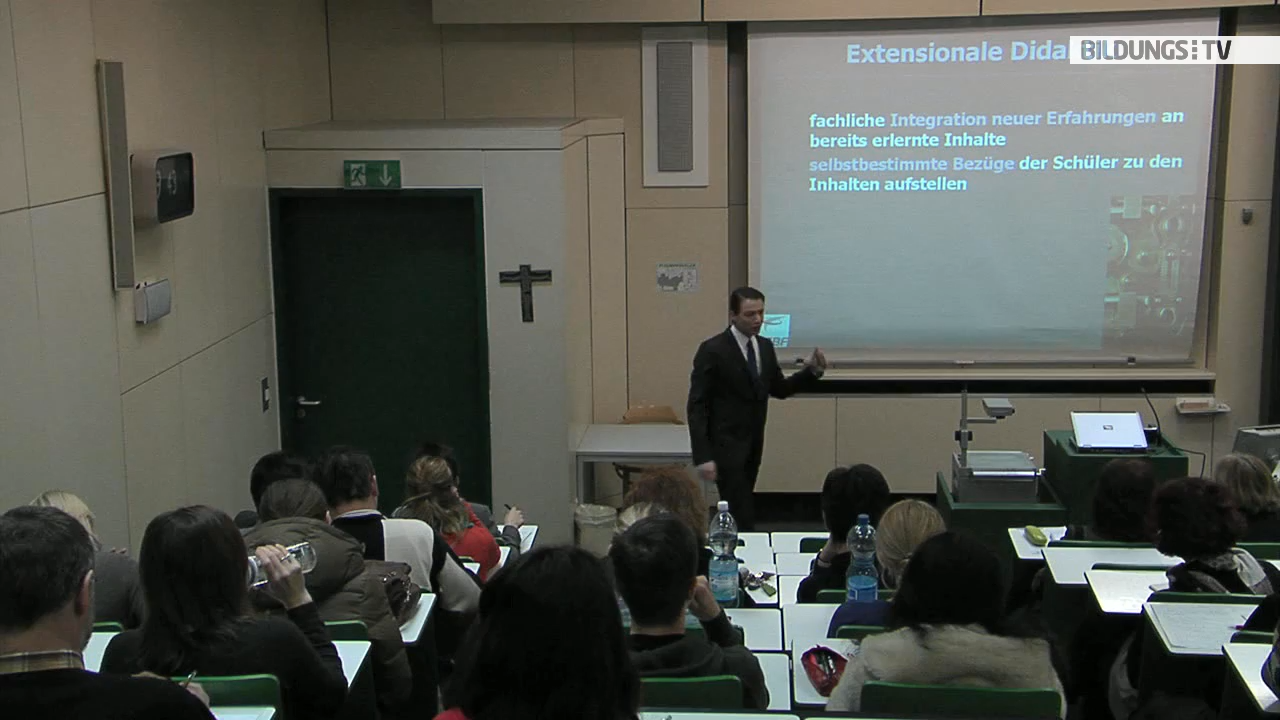 BILDUNGS TV
Extensionale
fachliche Integration neuer Erfahrungen an
bereits erlernte Inhalte
selbstbestimmte Bezüge der Schüler zu den
Inhalten aufstellen